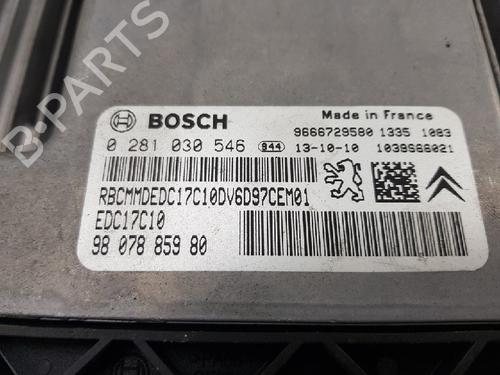 B-PARTS
BOSCH
Made in France
0 281 030 546 944 13-10-10
9666729580 1335 1083
1039S66021
RBCMMDEDC17C10DV6D97CEM01
EDC17C10
98 078 859 80